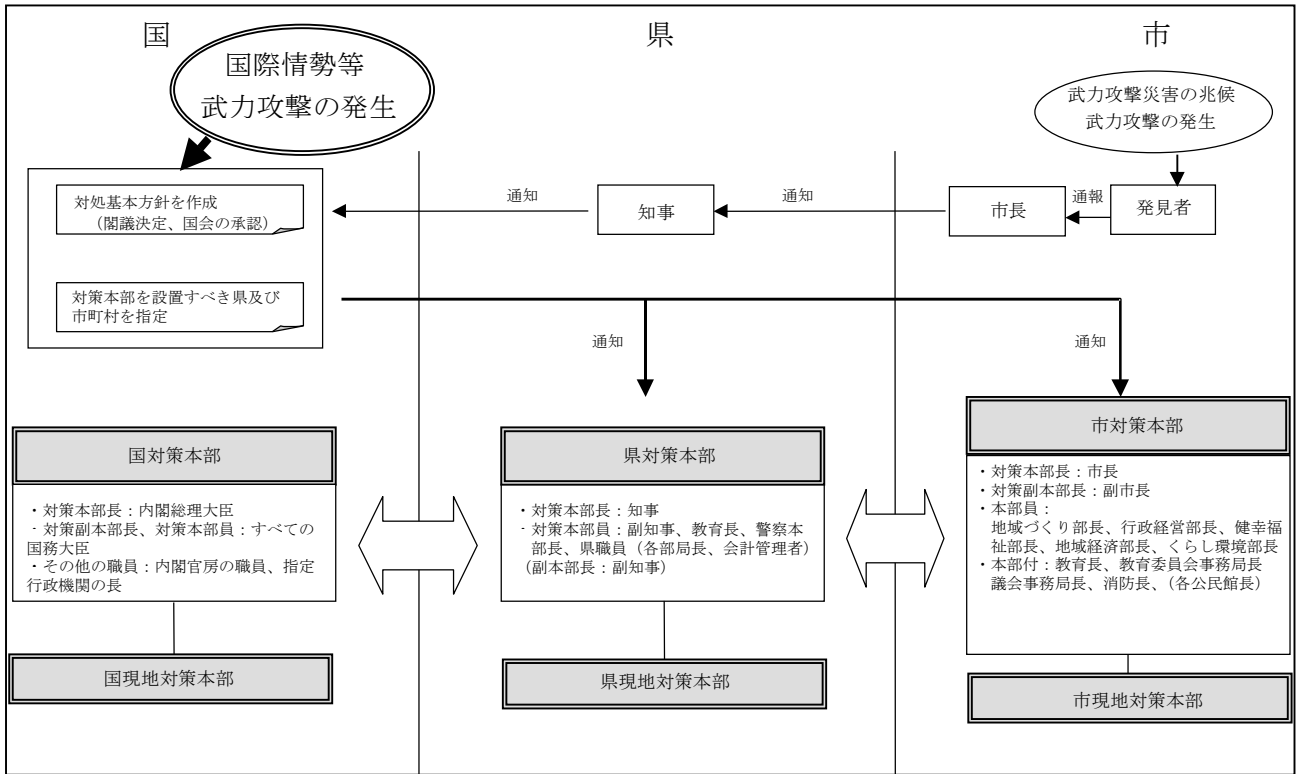 国
県
市
国際情勢等
武力攻撃の発生
武力攻撃災害の兆候
武力攻撃の発生
対処基本方針を作成
(閣議決定、国会の承認)
通知
知事
通知
市長
通報
発見者
対策本部を設置すべき県及び
市町村を指定
通知
通知
国対策本部
・対策本部長：内閣総理大臣
- 対策副本部長、対策本部員：すべての
国務大臣
・その他の職員：内閣官房の職員、指定
行政機関の長
国現地対策本部
県対策本部
・対策本部長：知事
- 対策本部員：副知事、教育長、警察本
部長、県職員（各部局長、会計管理者）
（副本部長：副知事）
県現地対策本部
市対策本部
・対策本部長：市長
・対策副本部長：副市長
・本部員：
地域づくり部長、行政経営部長、健幸福
祉部長、地域経済部長、くらし環境部長
・本部付：教育長、教育委員会事務局長
議会事務局長、消防長、（各公民館長）
市現地対策本部